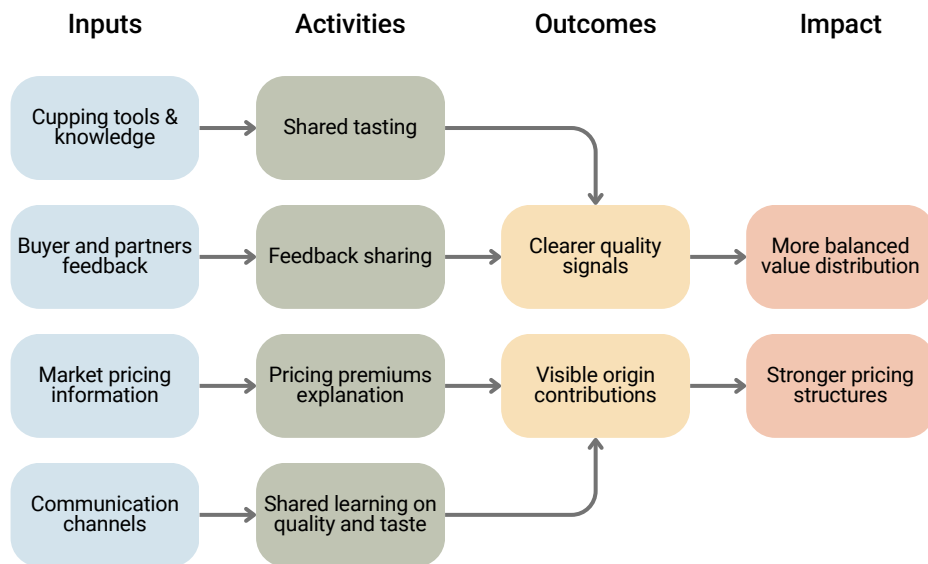 Inputs
Activities
Outcomes
Impact
Cupping tools &
knowledge
Shared tasting
Buyer and partners
feedback
Feedback sharing
Clearer quality
signals
More balanced
value distribution
Market pricing
information
Pricing premiums
explanation
Visible origin
contributions
Stronger pricing
structures
Communication
channels
Shared learning on
quality and taste